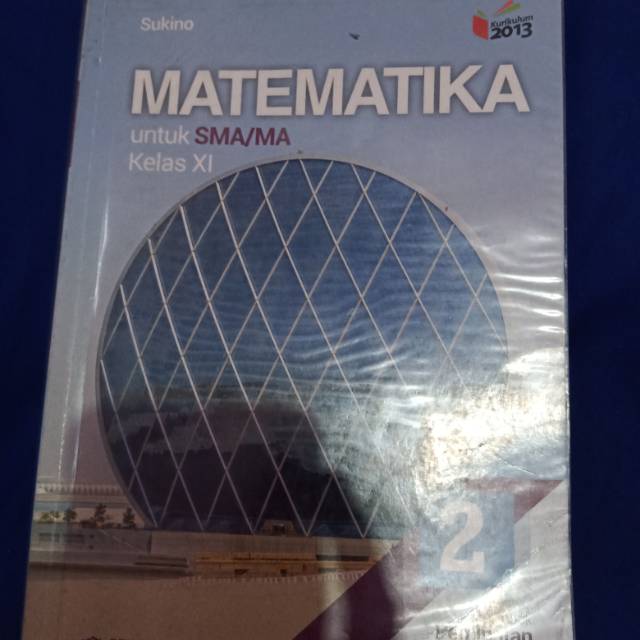 Sukino
Kurikulum
2013
MATEMATIKA
untuk SMA/MA
Kelas XI
2